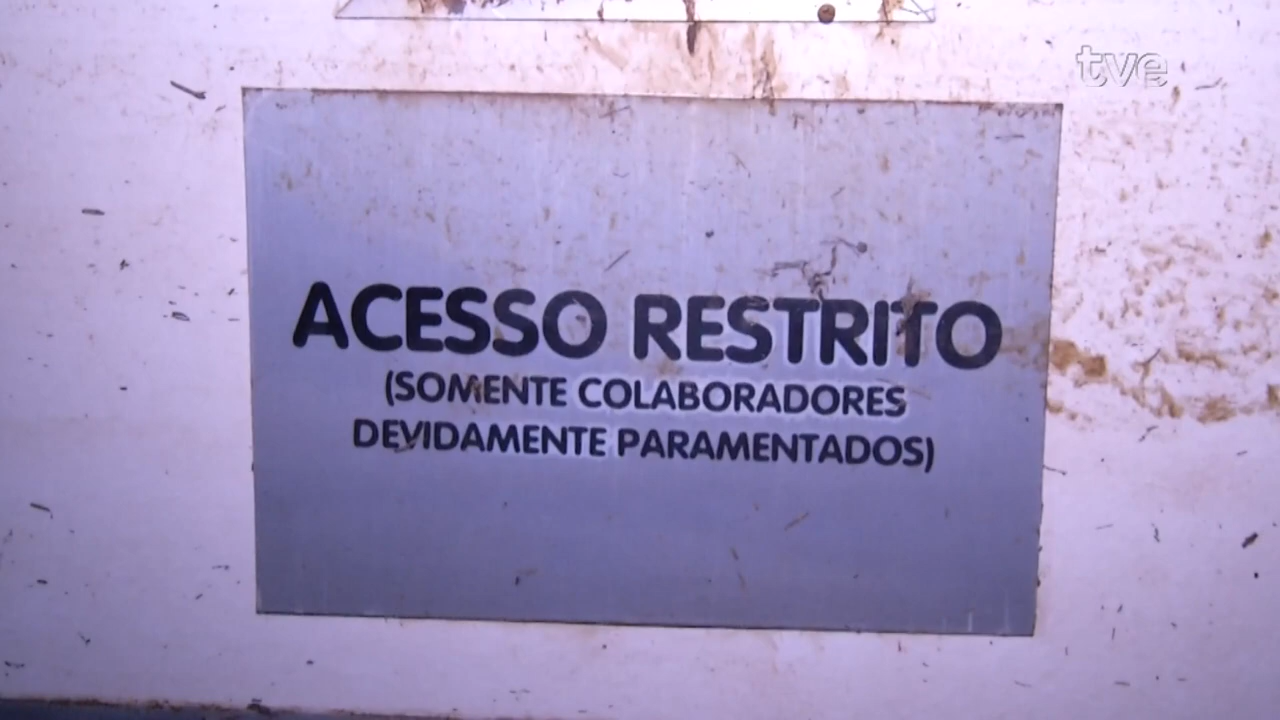 tve
ACESSO RESTRITO
(SOMENTE COLABORADORES
DEVIDAMENTE PARAMENTADOS)